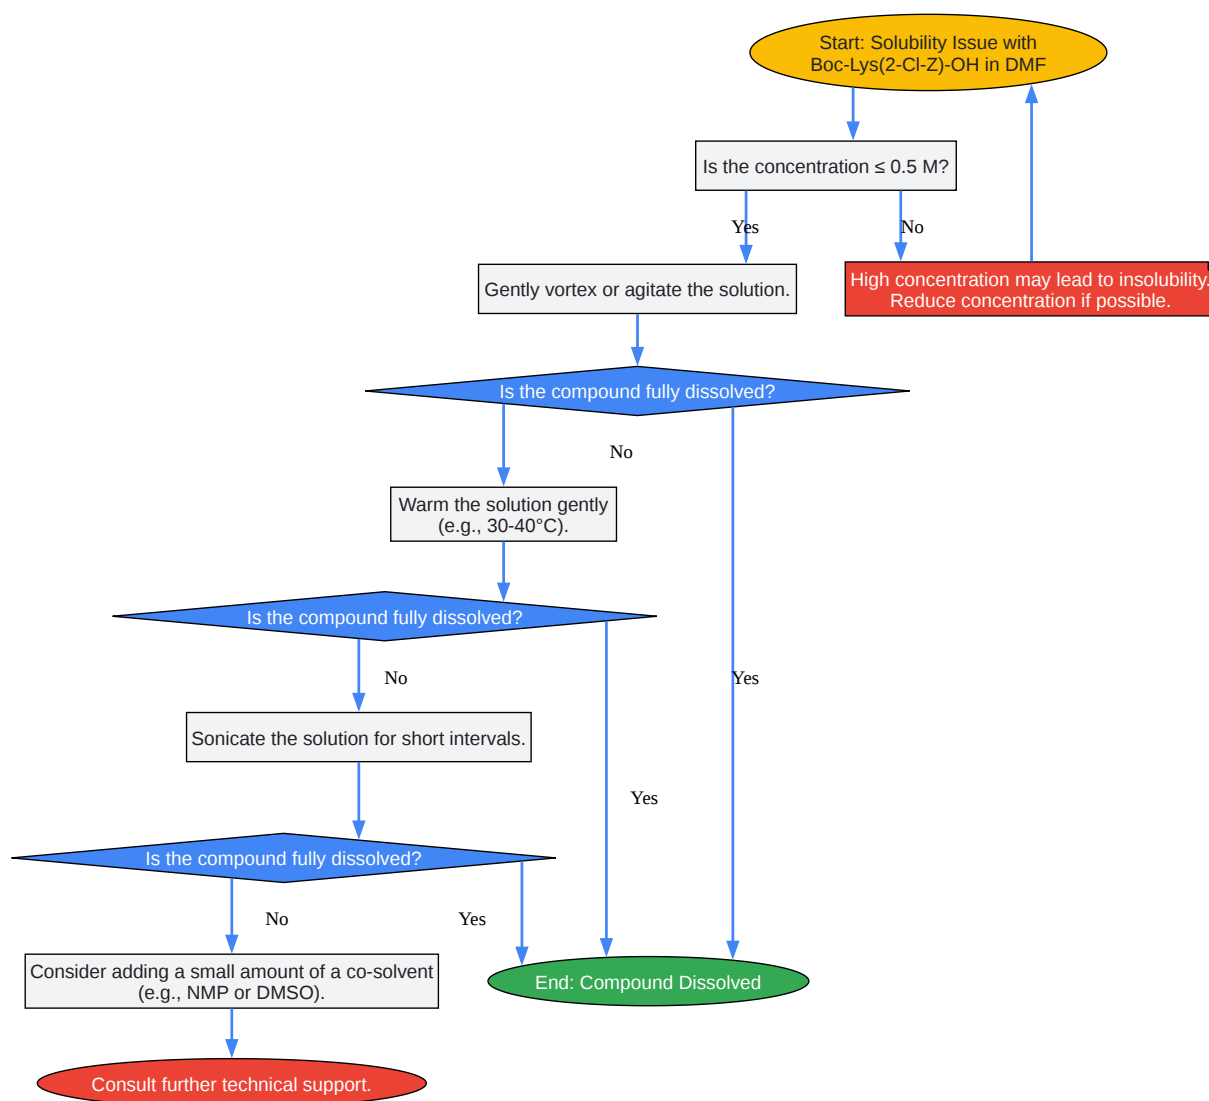 Start: Solubility Issue with
Boc-Lys(2-Cl-Z)-OH in DMF
Is the concentration ≤ 0.5 M?
Yes
No
Gently vortex or agitate the solution.
High concentration may lead to insolubility.
Reduce concentration if possible.
Is the compound fully dissolved?
No
Warm the solution gently
(e.g., 30-40°C).
Is the compound fully dissolved?
No
Yes
Sonicate the solution for short intervals.
Yes
Is the compound fully dissolved?
No
Yes
Consider adding a small amount of a co-solvent
(e.g., NMP or DMSO).
End: Compound Dissolved
Consult further technical support.